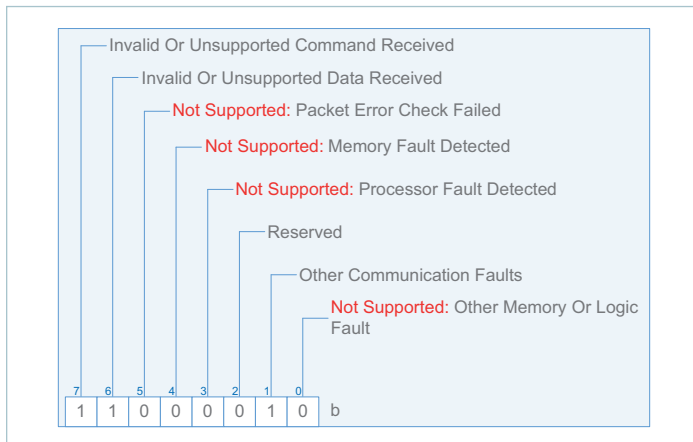 Invalid Or Unsupported Command Received
Invalid Or Unsupported Data Received
Not Supported: Packet Error Check Failed
Not Supported: Memory Fault Detected
Not Supported: Processor Fault Detected
Reserved
Other Communication Faults
Not Supported: Other Memory Or Logic
Fault
7 6 5 4 3 2 1 0
1 1 0 0 0 0 1 0 b